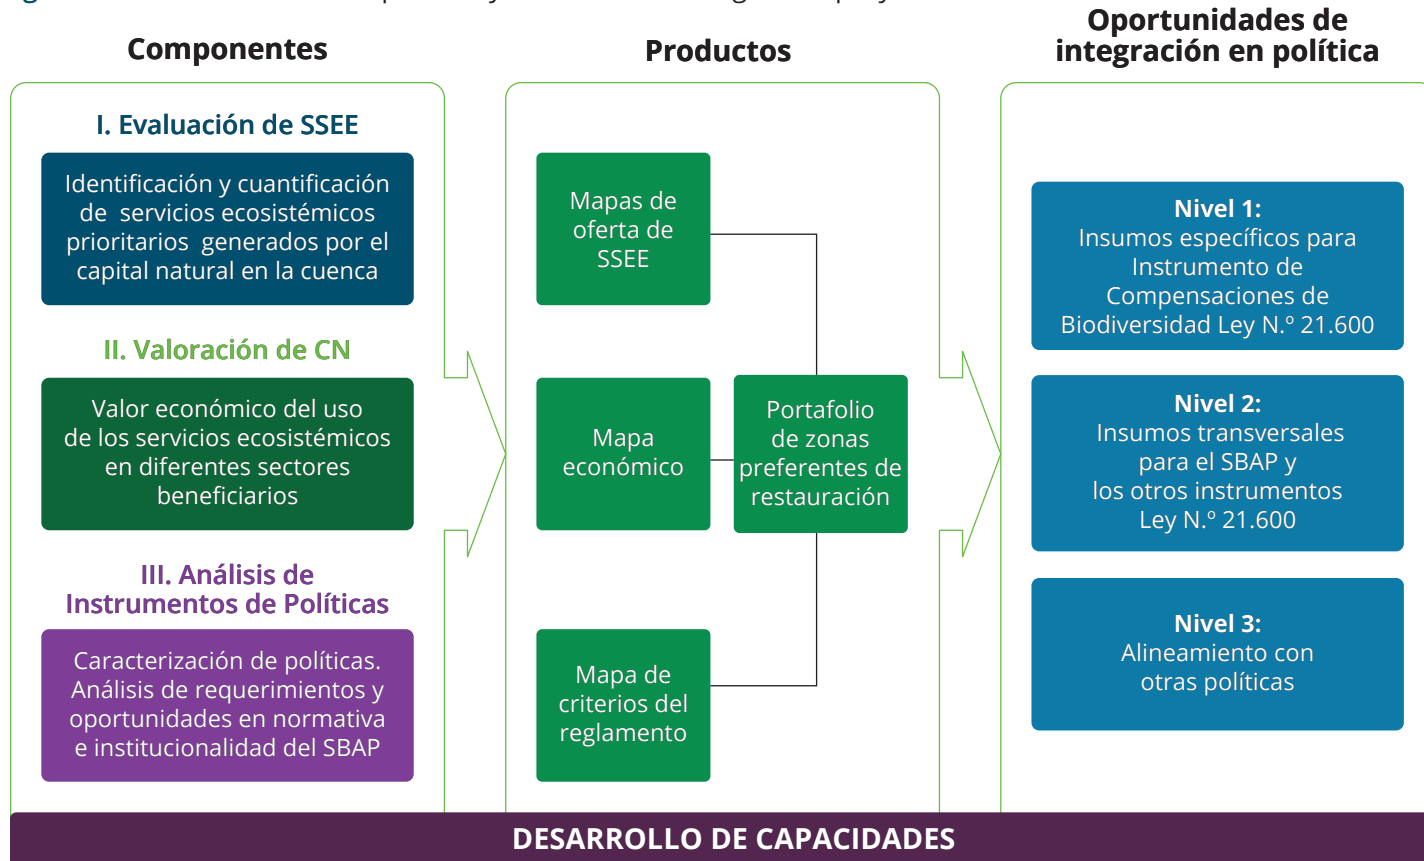 Componentes
I. Evaluación de SSEE
Identificación y cuantificación
de servicios ecosistémicos
prioritarios generados por el
capital natural en la cuenca
II. Valoración de CN
Valor económico del uso
de los servicios ecosistémicos
en diferentes sectores
beneficiarios
III. Análisis de
Instrumentos de Políticas
Caracterización de políticas.
Análisis de requerimientos y
oportunidades en normativa
e institucionalidad del SBAP
Productos
Mapas de
oferta de
SSEE
Mapa
económico
Portafolio
de zonas
preferentes de
restauración
Mapa de
criterios del
reglamento
Oportunidades de
integración en política
Nivel 1:
Insumos específicos para
Instrumento de
Compensaciones de
Biodiversidad Ley N.º 21.600
Nivel 2:
Insumos transversales
para el SBAP y
los otros instrumentos
Ley N.º 21.600
Nivel 3:
Alineamiento con
otras políticas
DESARROLLO DE CAPACIDADES